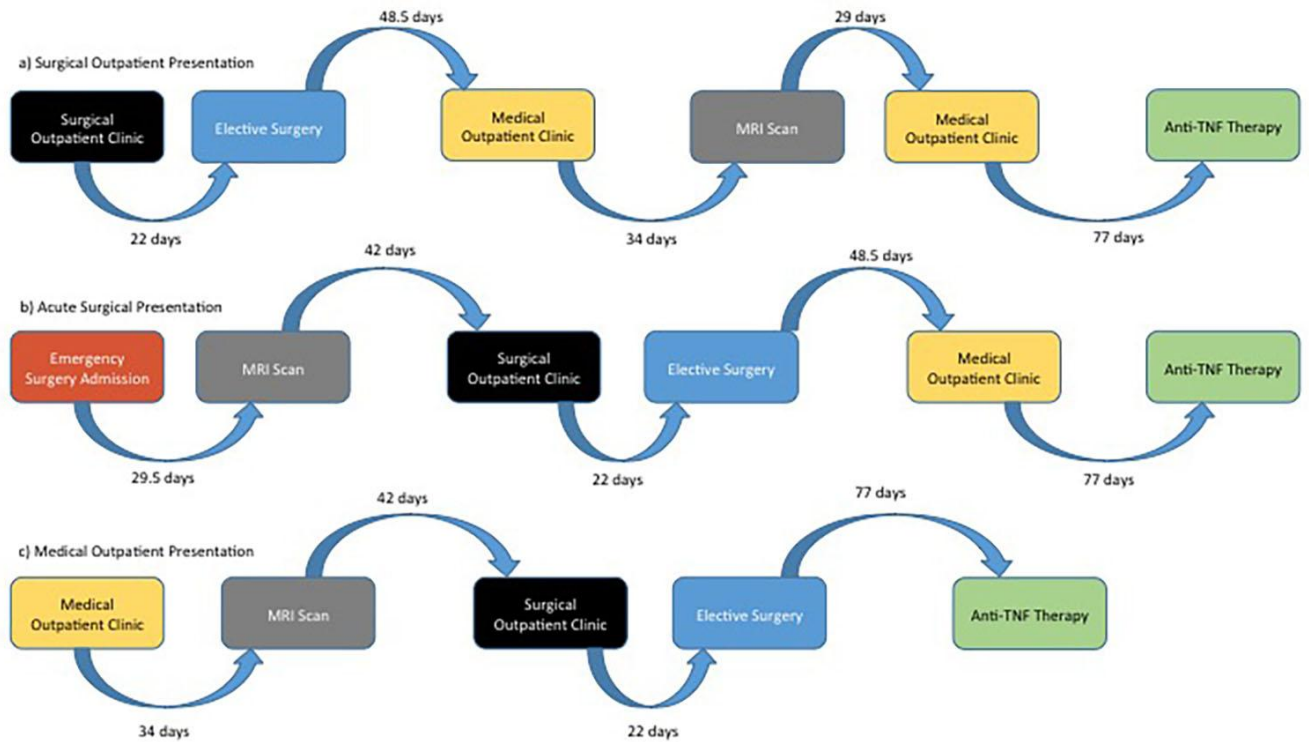 48.5 days
29 days
a) Surgical Outpatient Presentation
Surgical
Outpatient Clinic
Elective Surgery
Medical
Outpatient Clinic
MRI Scan
Medical
Outpatient Clinic
Anti-TNF Therapy
22 days
34 days
77 days
42 days
48.5 days
b) Acute Surgical Presentation
Emergency
Surgery Admission
MRI Scan
Surgical
Outpatient Clinic
Elective Surgery
Medical
Outpatient Clinic
Anti-TNF Therapy
29.5 days
22 days
77 days
42 days
77 days
c) Medical Outpatient Presentation
Medical
Outpatient Clinic
MRI Scan
Surgical
Outpatient Clinic
Elective Surgery
Anti-TNF Therapy
34 days
22 days